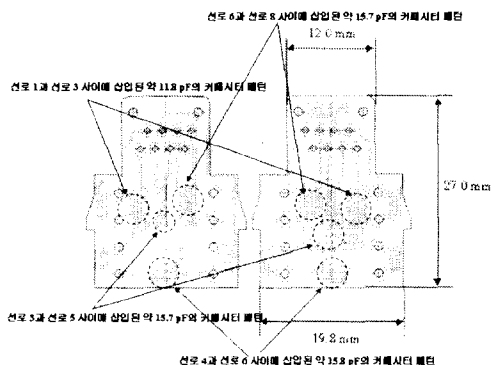 선로 6과 선로 8 사이에 삽입된 약 15.7 pF의 커패시터 패턴
12.0 mm
선로 1과 선로 3 사이에 삽입된 약 11.8 pF의 커패시터 패턴
27.0 mm
선로 3과 선로 5 사이에 삽입된 약 15.7 pF의 커패시터 패턴
19.8 mm
선로 4과 선로 6 사이에 삽입된 약 15.8 pF의 커패시터 패턴